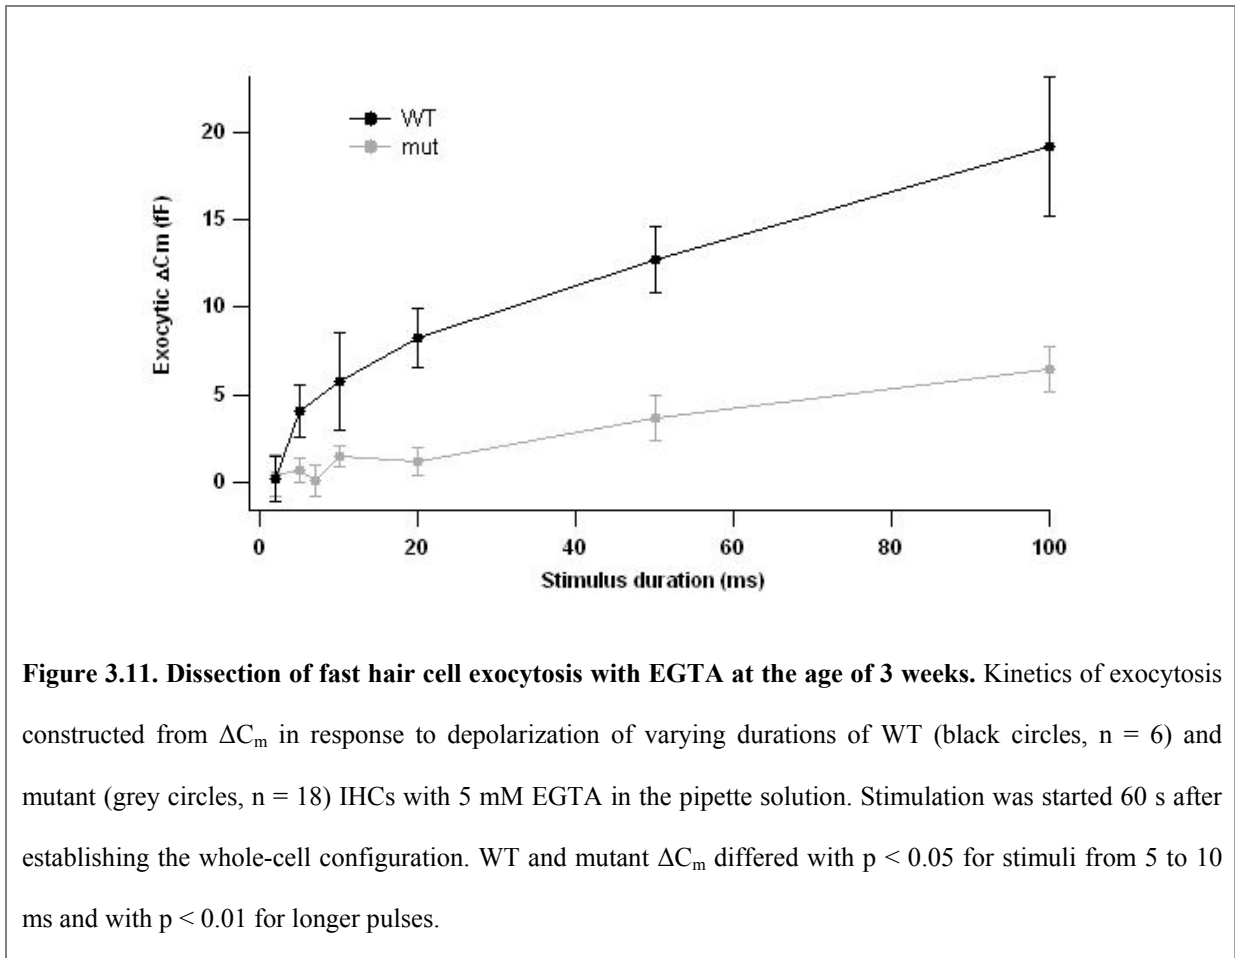 20
15
10
5
0
Exocytic ΔCm (fF)
WT
mut
0 20 40 60 80 100
Stimulus duration (ms)
Figure 3.11. Dissection of fast hair cell exocytosis with EGTA at the age of 3 weeks. Kinetics of exocytosis
constructed from ΔCm in response to depolarization of varying durations of WT (black circles, n = 6) and
mutant (grey circles, n = 18) IHCs with 5 mM EGTA in the pipette solution. Stimulation was started 60 s after
establishing the whole-cell configuration. WT and mutant ΔCm differed with p < 0.05 for stimuli from 5 to 10
ms and with p < 0.01 for longer pulses.